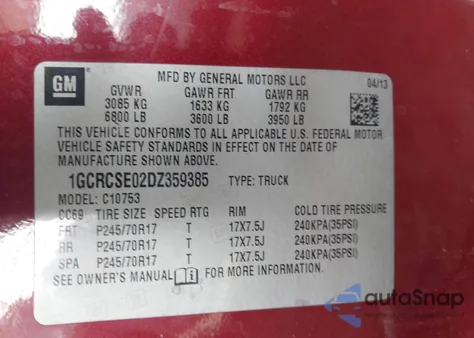 GM
MFD BY GENERAL MOTORS LLC
04/13
GVWR GAWR FRT GAWR RR
3085 KG 1633 KG 1792 KG
6800 LB 3600 LB 3950 LB
THIS VEHICLE CONFORMS TO ALL APPLICABLE U.S. FEDERAL MOTOR
VEHICLE SAFETY STANDARDS IN EFFECT ON THE DATE OF
MANUFACTURE SHOWN ABOVE.
1GCRCSE02DZ359385 TYPE: TRUCK
MODEL: C10753
CC69 TIRE SIZE SPEED RTG RIM COLD TIRE PRESSURE
FRT P245/70R17 T 17X7.5J 240KPA(35PSI)
RR P245/70R17 T 17X7.5J 240KPA(35PSI)
SPA P245/70R17 T 17X7.5J 240KPA(35PSI)
SEE OWNER'S MANUAL FOR MORE INFORMATION.
autoSnap